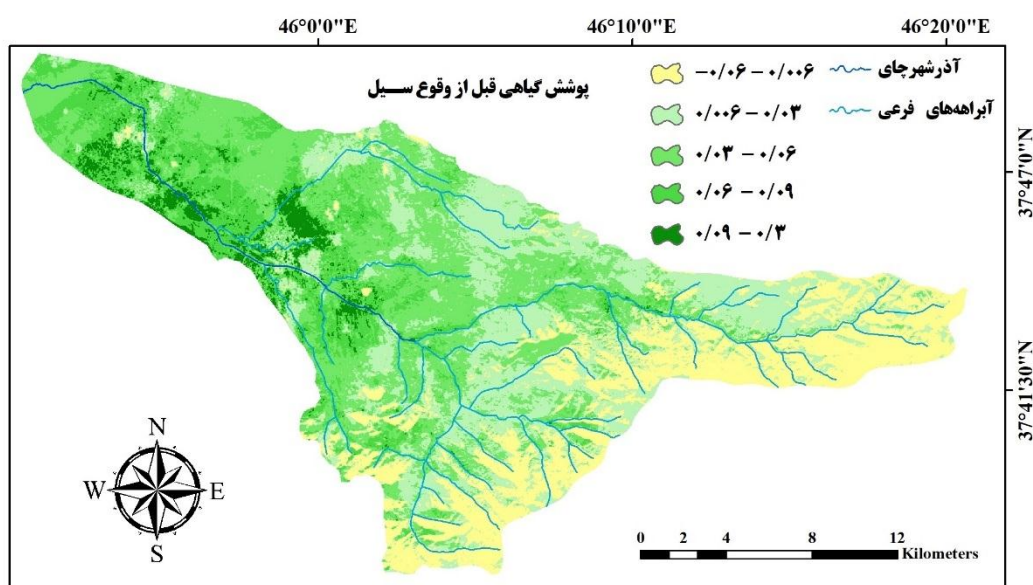 46°0'0"E
46°10'0"E
46°20'0"E
پوشش گیاهی قبل از وقوع سیل
-۰/۰۶ - ۰/۰۰۶
۰/۰۰۶ - ۰/۰۳
۰/۰۳ - ۰/۰۶
۰/۰۶ - ۰/۰۹
۰/۰۹ - ۰/۳
آذرشهرچای
آبراهه‌های فرعی
37°47'0"N
37°41'30"N
N
W
E
S
0 2 4 8 12
Kilometers